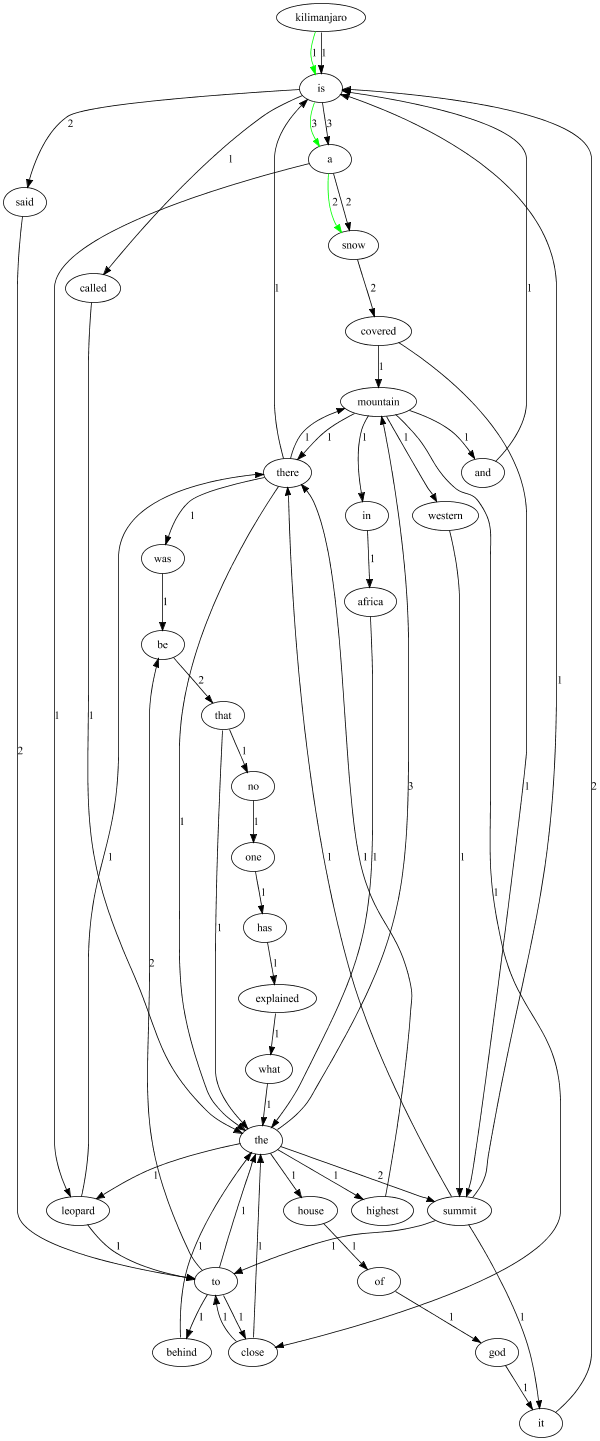 kilimanjaro
1 1
is
2 1 3 3
a
said
2 2
snow
called
1 2
covered
1
mountain
1 1 1 1 1 1
there and
in western
1 1
was
africa
1
be
2
that
1 1
no
2 1 1 3 1 2
1
one
1 1 1 1 1 1
1
has
1 1
explained
2 1
what
1
the
1 1 1 2
leopard house highest summit
1 1 1 1 1
to of
1 1 1 1 1
behind close god
1
it